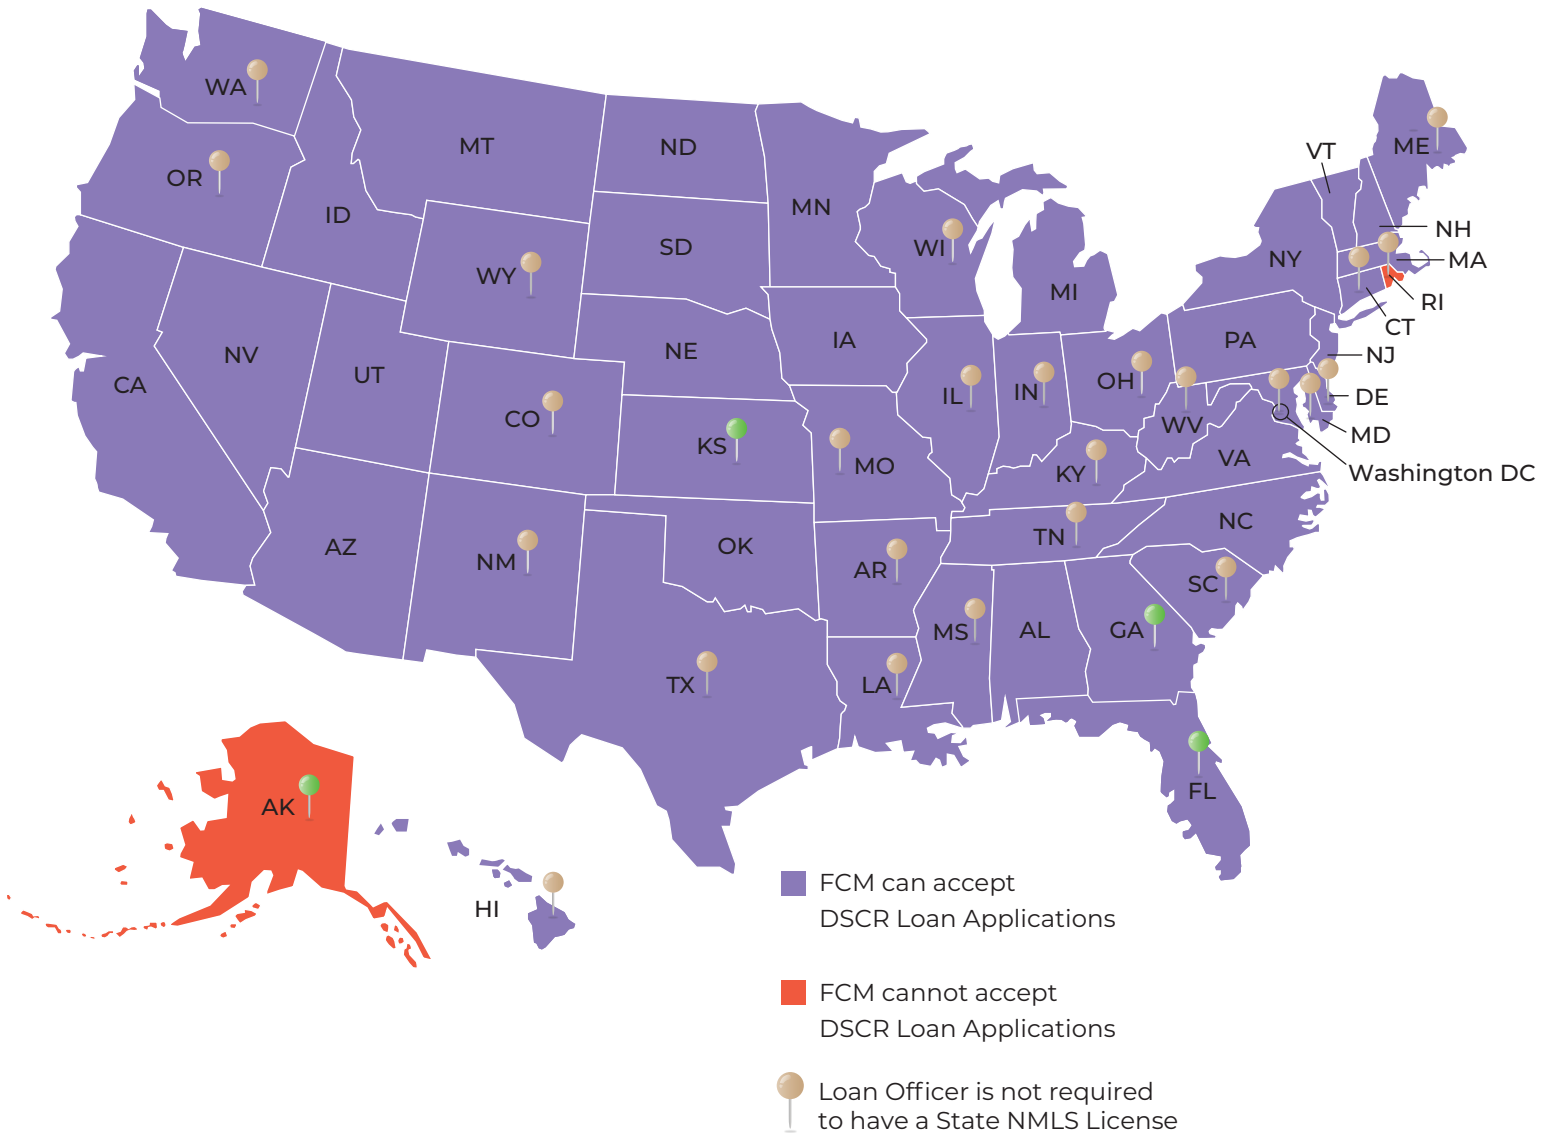 WA
MT
ND
VT
ME
OR
ID
MN
SD
WI
NH
NY
MA
WY
MI
RI
CT
NE
IA
PA
NV
NJ
UT
CA
OH
IN
IL
DE
CO
WV
MD
KS
MO
KY
VA
Washington DC
NC
TN
AZ
OK
NM
AR
SC
MS
AL
GA
TX
LA
FL
AK
HI
FCM can accept
DSCR Loan Applications
FCM cannot accept
DSCR Loan Applications
Loan Officer is not required
to have a State NMLS License